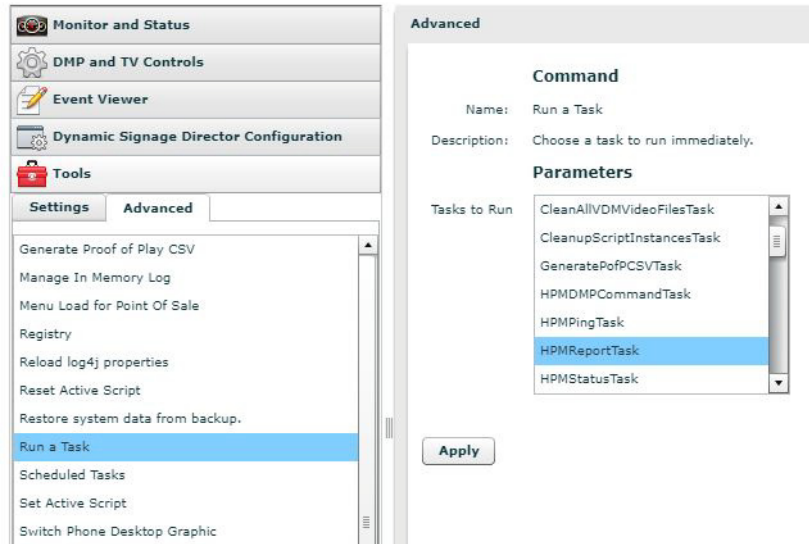 Monitor and Status
DMP and TV Controls
Event Viewer
Dynamic Signage Director Configuration
Tools
Settings
Advanced
Generate Proof of Play CSV
Manage In Memory Log
Menu Load for Point Of Sale
Registry
Reload log4j properties
Reset Active Script
Restore system data from backup.
Run a Task
Scheduled Tasks
Set Active Script
Switch Phone Desktop Graphic
Advanced
Command
Name: Run a Task
Description: Choose a task to run immediately.
Parameters
Tasks to Run
CleanAllVDMVideoFilesTask
CleanupScriptInstancesTask
GeneratePofPCSVTask
HPMDMPCommandTask
HPMPingTask
HPMReportTask
HPMStatusTask
Apply